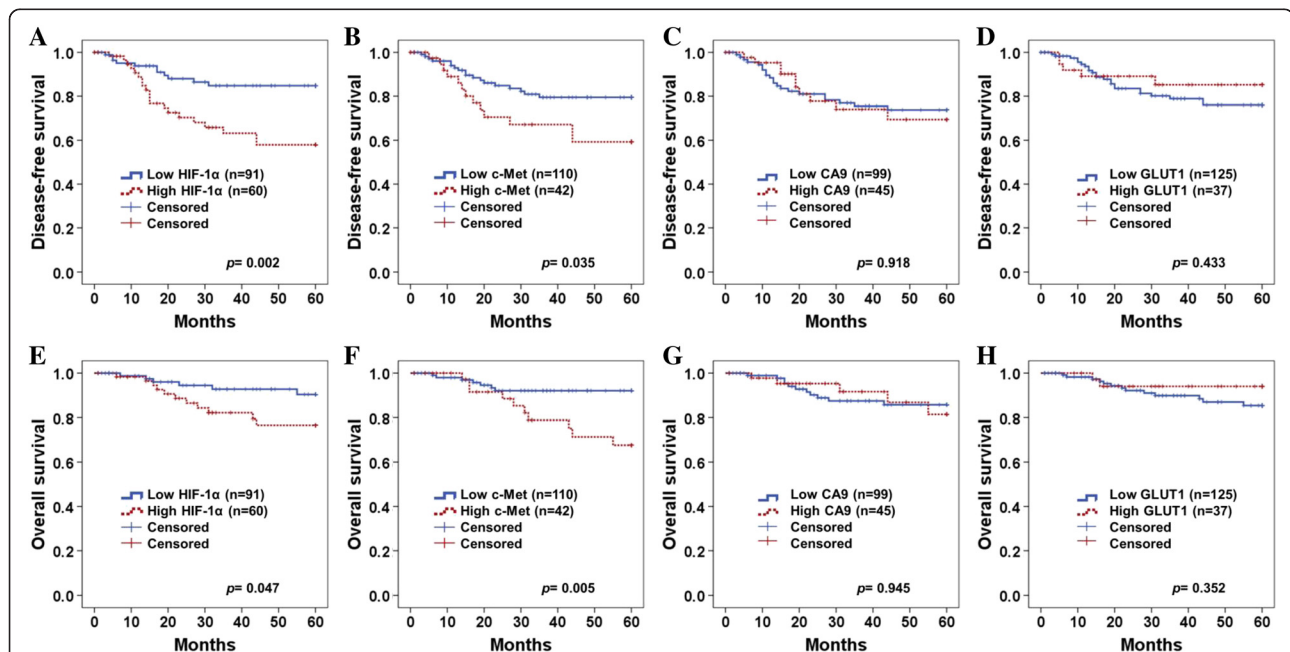 A
Disease-free survival
1.0
0.8
0.6
0.4
0.2
0.0
Low HIF-1α (n=91)
High HIF-1α (n=60)
Censored
Censored
p= 0.002
0 10 20 30 40 50 60
Months
B
Disease-free survival
1.0
0.8
0.6
0.4
0.2
0.0
Low c-Met (n=110)
High c-Met (n=42)
Censored
Censored
p= 0.035
0 10 20 30 40 50 60
Months
C
Disease-free survival
1.0
0.8
0.6
0.4
0.2
0.0
Low CA9 (n=99)
High CA9 (n=45)
Censored
Censored
p= 0.918
0 10 20 30 40 50 60
Months
D
Disease-free survival
1.0
0.8
0.6
0.4
0.2
0.0
Low GLUT1 (n=125)
High GLUT1 (n=37)
Censored
Censored
p= 0.433
0 10 20 30 40 50 60
Months
E
Overall survival
1.0
0.8
0.6
0.4
0.2
0.0
Low HIF-1α (n=91)
High HIF-1α (n=60)
Censored
Censored
p= 0.047
0 10 20 30 40 50 60
Months
F
Overall survival
1.0
0.8
0.6
0.4
0.2
0.0
Low c-Met (n=110)
High c-Met (n=42)
Censored
Censored
p= 0.005
0 10 20 30 40 50 60
Months
G
Overall survival
1.0
0.8
0.6
0.4
0.2
0.0
Low CA9 (n=99)
High CA9 (n=45)
Censored
Censored
p= 0.945
0 10 20 30 40 50 60
Months
H
Overall survival
1.0
0.8
0.6
0.4
0.2
0.0
Low GLUT1 (n=125)
High GLUT1 (n=37)
Censored
Censored
p= 0.352
0 10 20 30 40 50 60
Months